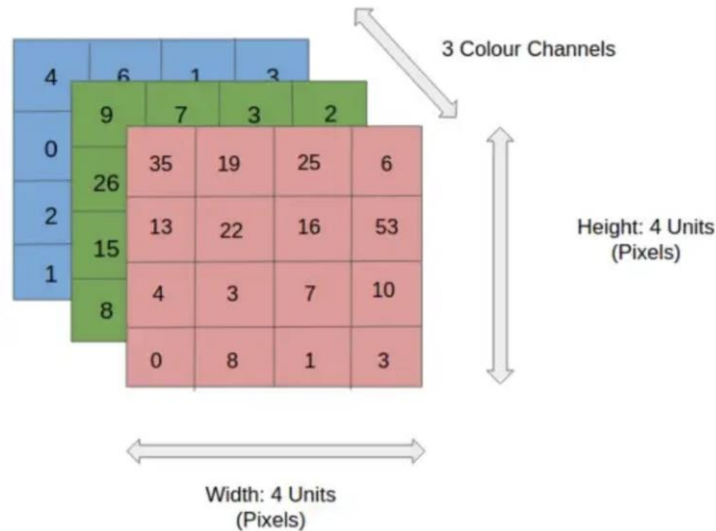 3 Colour Channels
4 6 1 3
9 7 3 2
0
35 19 25 6
26
13 22 16 53
2
15
4 3 7 10
1
8
0 8 1 3
Height: 4 Units
(Pixels)
Width: 4 Units
(Pixels)